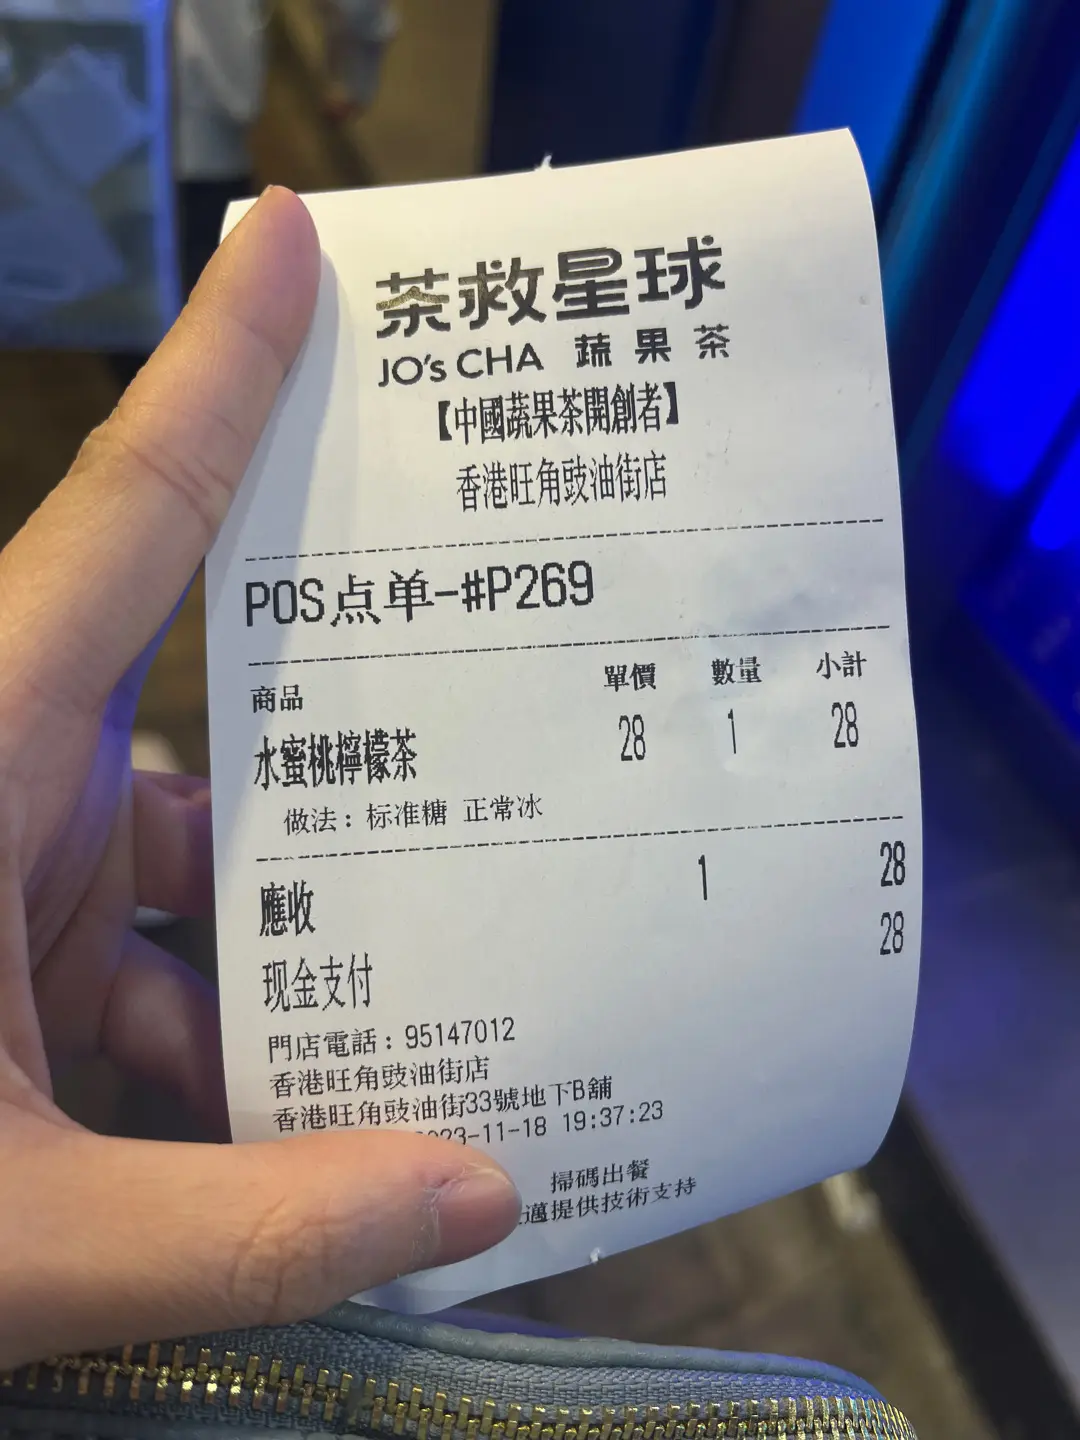 茶救星球
JO's CHA 蔬果茶
【中國蔬果茶開創者】
香港旺角豉油街店
POS点单-#P269
商品 單價 數量 小計
水蜜桃檸檬茶 28 1 28
做法：标准糖 正常冰
應收 1 28
现金支付 28
門店電話：95147012
香港旺角豉油街店
香港旺角豉油街33號地下B舖
23-11-18 19:37:23
掃碼出餐
邁提供技術支持